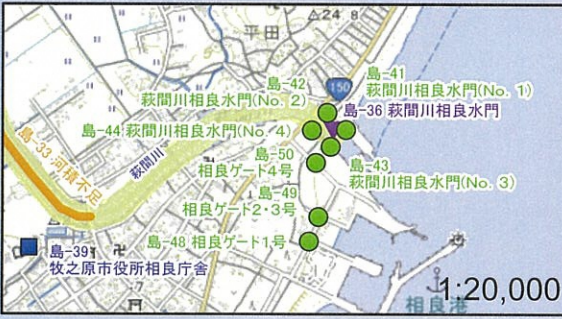 平田
△24
8
島-42
萩間川相良水門(No. 2)
島-41
萩間川相良水門(No. 1)
150
島-36 萩間川相良水門
島-44 萩間川相良水門(No. 4)
島-33 河積不足
萩間川
島-50
相良ゲート4号
島-43
萩間川相良水門(No. 3)
島-49
相良ゲート2・3号
島-48 相良ゲート1号
島-39
牧之原市役所相良庁舎
7
相良港
1:20,000